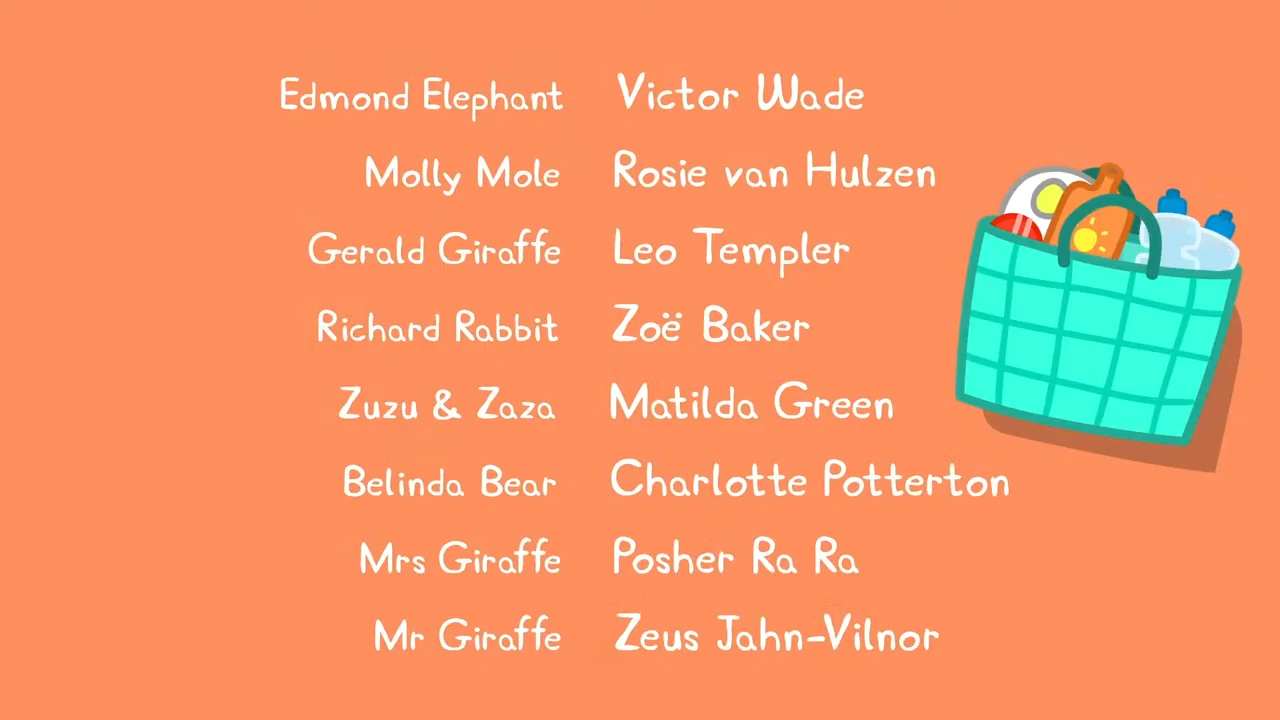 Edmond Elephant Victor Wade
Molly Mole Rosie van Hulzen
Gerald Giraffe Leo Templer
Richard Rabbit Zoë Baker
Zuzu & Zaza Matilda Green
Belinda Bear Charlotte Potterton
Mrs Giraffe Posher Ra Ra
Mr Giraffe Zeus Jahn-Vilnor